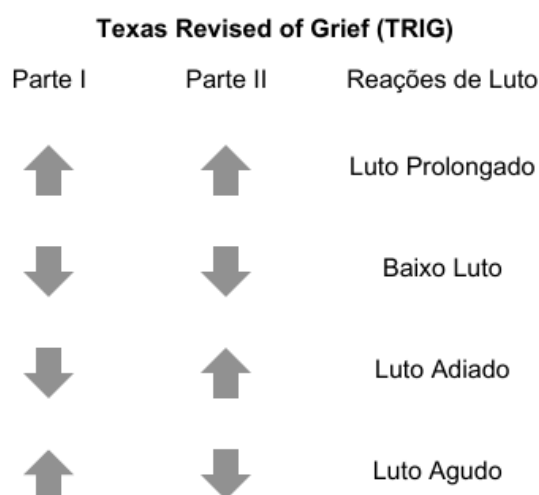 Texas Revised of Grief (TRIG)
Parte I Parte II Reações de Luto
Luto Prolongado
Baixo Luto
Luto Adiado
Luto Agudo